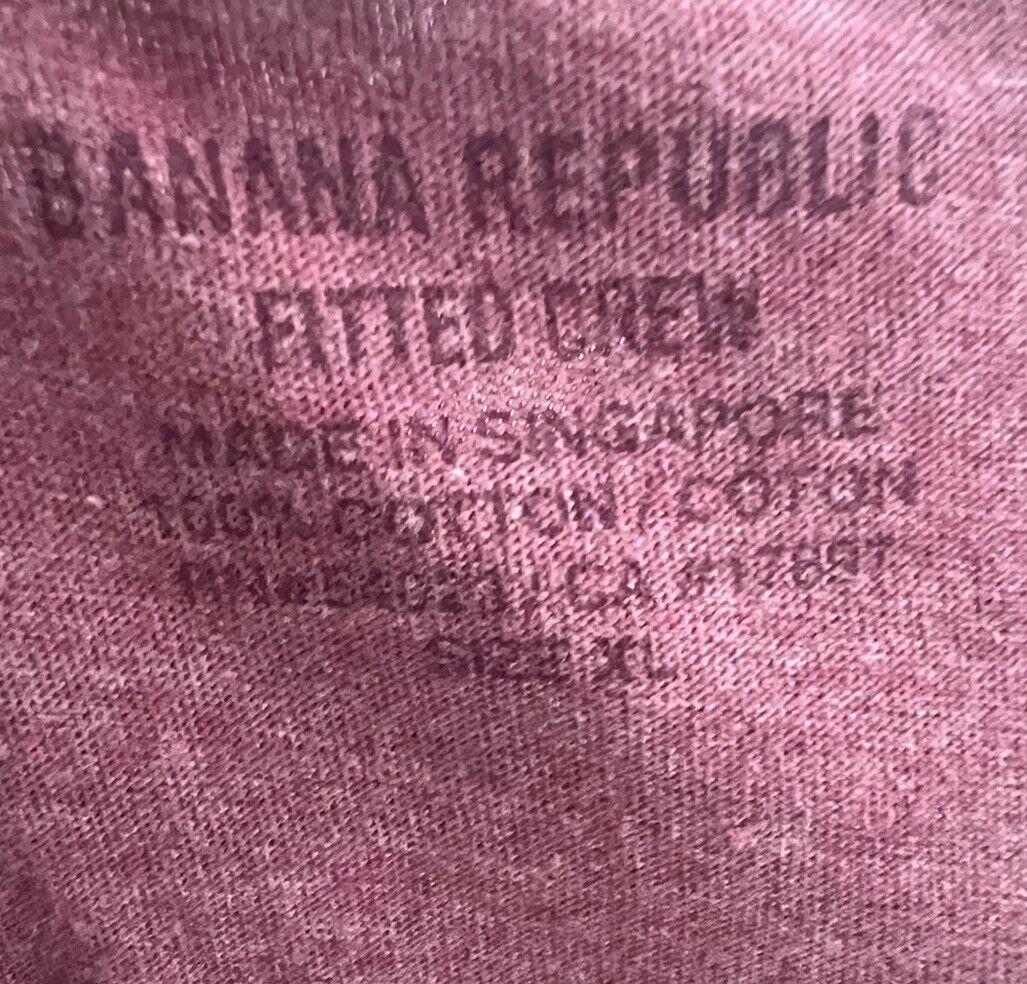 BANANA REPUBLIC
FITTED CREW
MADE IN SINGAPORE
100% COTTON / COTON
CA
SIZE XL